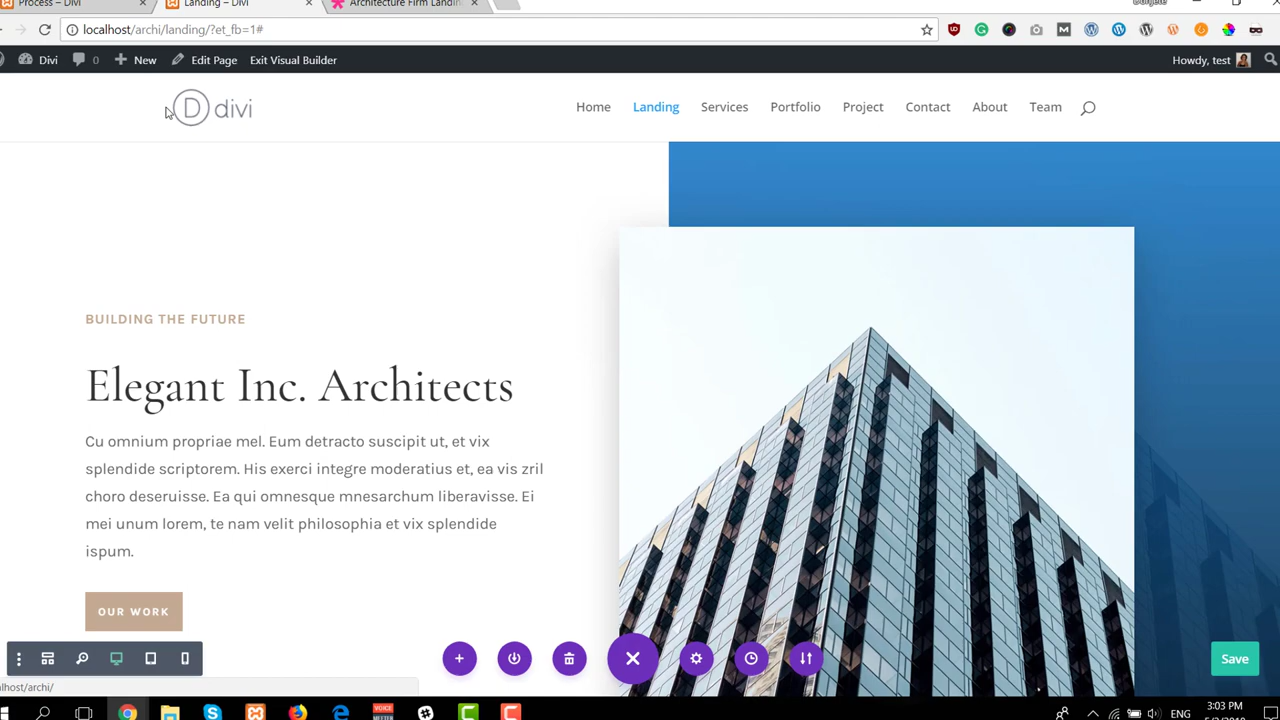 Process – Divi
Landing – Divi
Architecture Firm Landin
localhost/archi/landing/?et_fb=1#
Divi 0 New Edit Page Exit Visual Builder Howdy, test
D divi
Home Landing Services Portfolio Project Contact About Team
BUILDING THE FUTURE
Elegant Inc. Architects
Cu omnium propriae mel. Eum detracto suscipit ut, et vix
splendide scriptorem. His exerci integre moderatius et, ea vis zril
choro deseruisse. Ea qui omnesque mnesarchum liberavisse. Ei
mei unum lorem, te nam velit philosophia et vix splendide
ispum.
OUR WORK
Save
lhost/archi/
VOICE
MEETER
ENG
3:03 PM